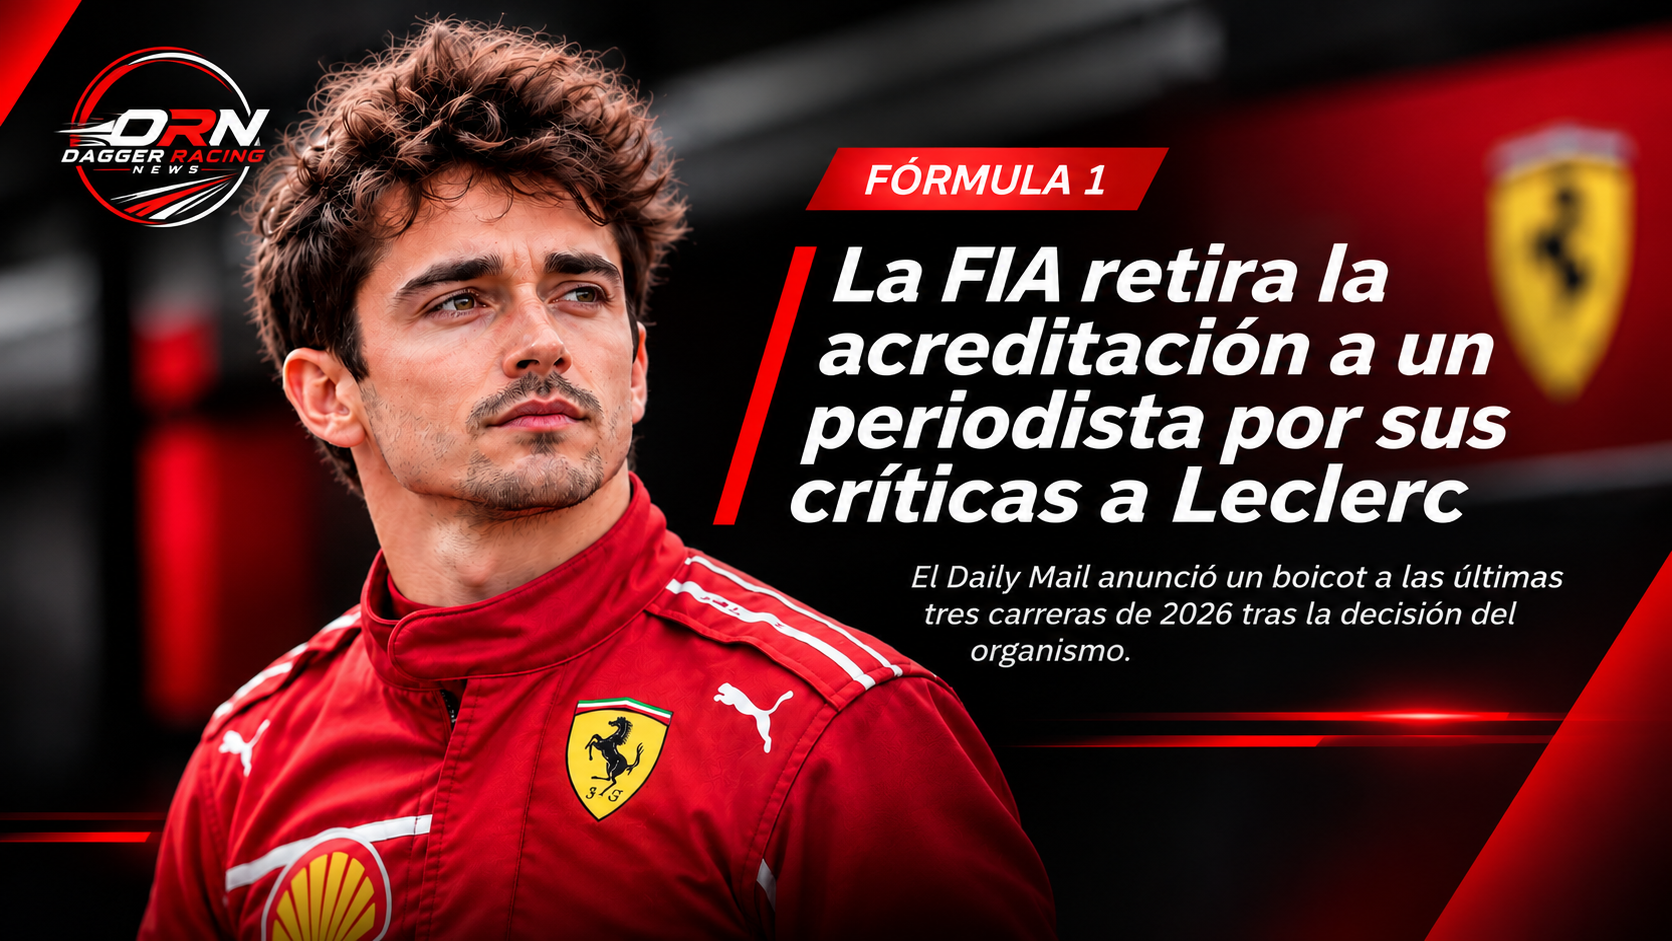 DRN
DAGGER RACING
NEWS
FÓRMULA 1
La FIA retira la
acreditación a un
periodista por sus
críticas a Leclerc
El Daily Mail anunció un boicot a las últimas
tres carreras de 2026 tras la decisión del
organismo.